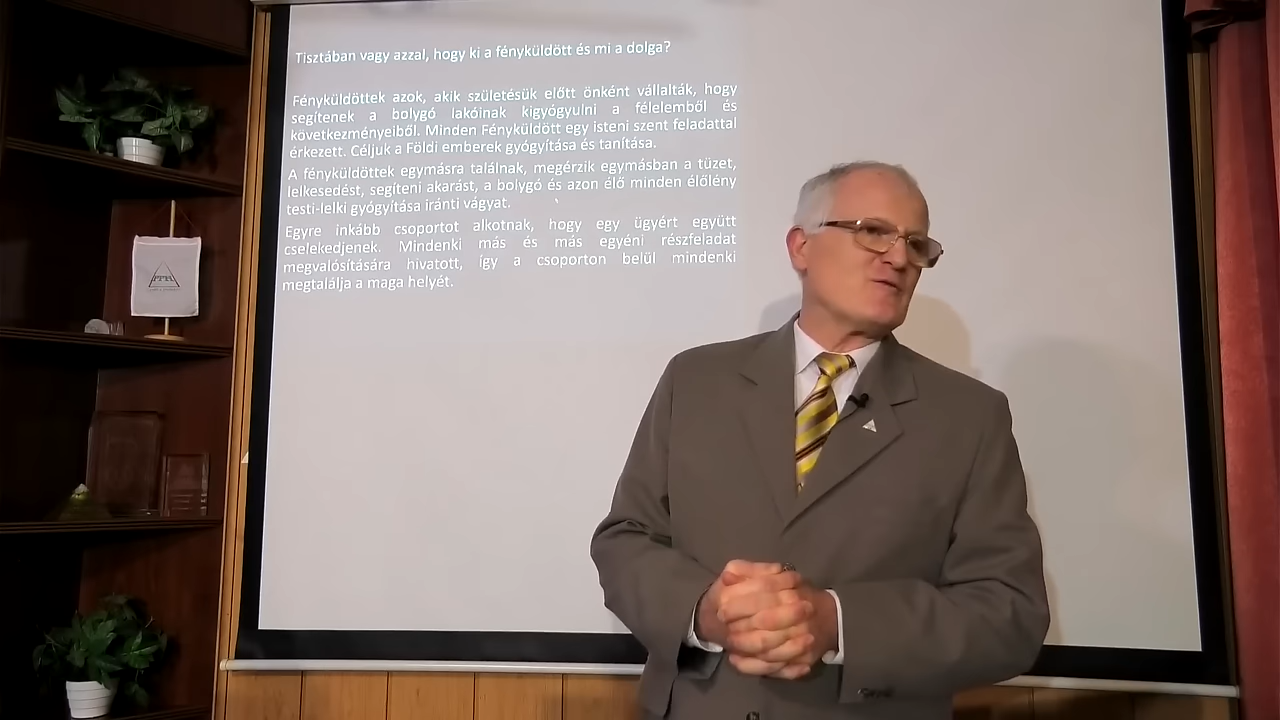 Tisztában vagy azzal, hogy ki a fényküldött és mi a dolga?
Fényküldöttek azok, akik születésük előtt önként vállalták, hogy
segítenek a bolygó lakóinak kigyógyulni a félelemből és
következményeiből. Minden Fényküldött egy isteni szent feladattal
érkezett. Céljuk a Földi emberek gyógyítása és tanítása.
A fényküldöttek egymásra találnak, megérzik egymásban a tüzet,
lelkesedést, segíteni akarást, a bolygó és azon élő minden élőlény
testi-lelki gyógyítása iránti vágyat.
Egyre inkább csoportot alkotnak, hogy egy ügyért együtt
cselekedjenek. Mindenki más és más egyéni részfeladat
megvalósítására hivatott, így a csoporton belül mindenki
megtalálja a maga helyét.